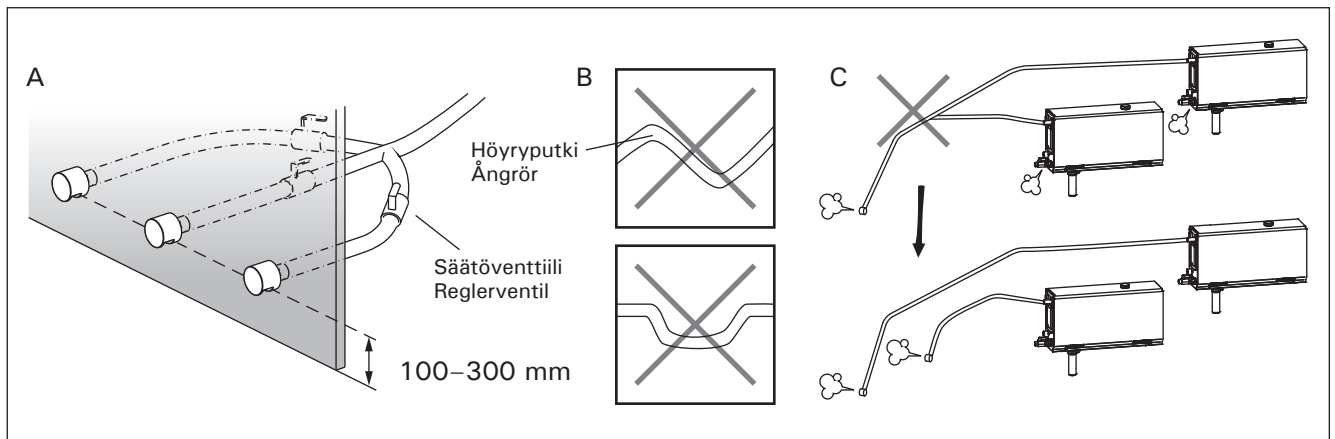 A
B
C
Höyryputki
Ångrör
Säätöventtiili
Reglerventil
100–300 mm